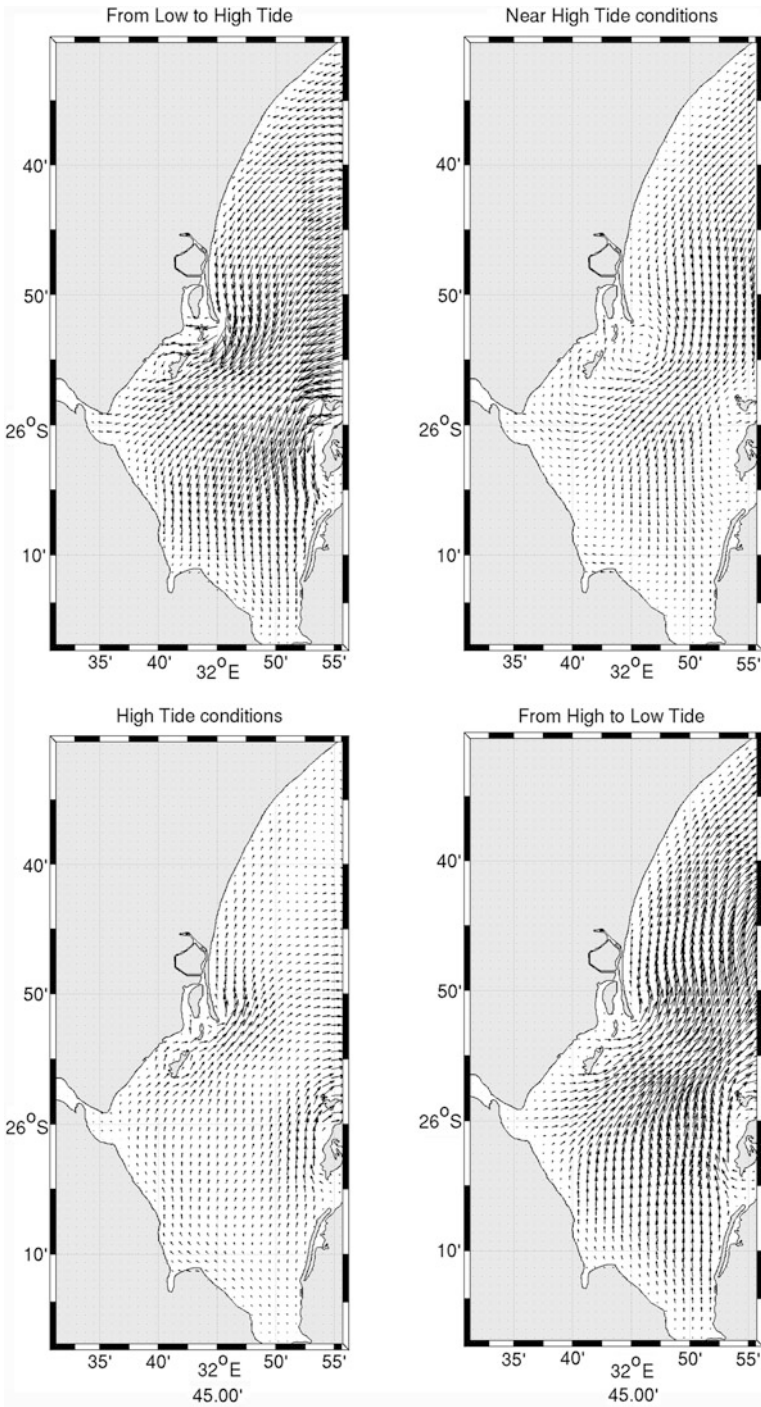 From Low to High Tide
Near High Tide conditions
40'
50'
26°S
10'
35' 40' 50' 55'
32°E
40'
50'
26°S
10'
35' 40' 50' 55'
32°E
High Tide conditions
From High to Low Tide
40'
50'
26°S
10'
35' 40' 50' 55'
32°E
45.00'
40'
50'
26°S
10'
35' 40' 50' 55'
32°E
45.00'